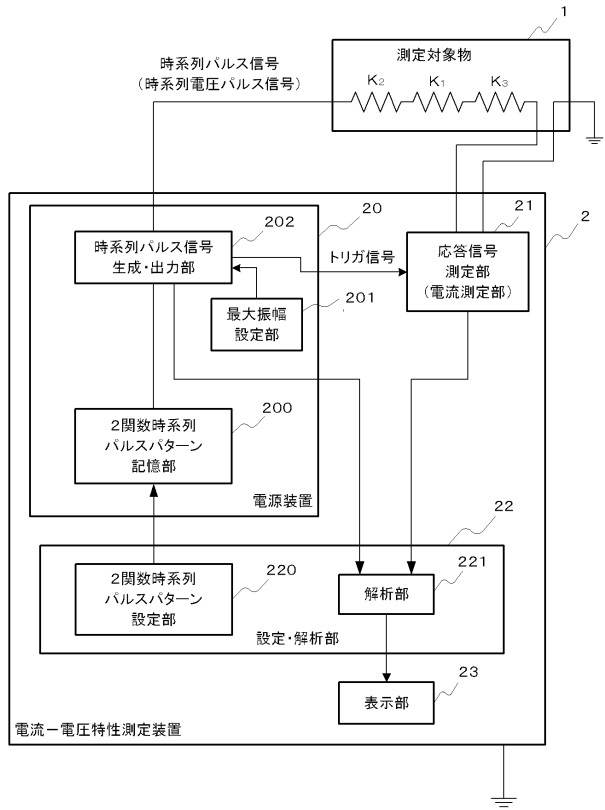 1
測定対象物
時系列パルス信号
(時系列電圧パルス信号)
K2
K1
K3
20
21
2
202
時系列パルス信号
生成・出力部
トリガ信号
応答信号
測定部
(電流測定部)
201
最大振幅
設定部
200
2関数時系列
パルスパターン
記憶部
電源装置
22
220
2関数時系列
パルスパターン
設定部
221
解析部
設定・解析部
23
表示部
電流ー電圧特性測定装置